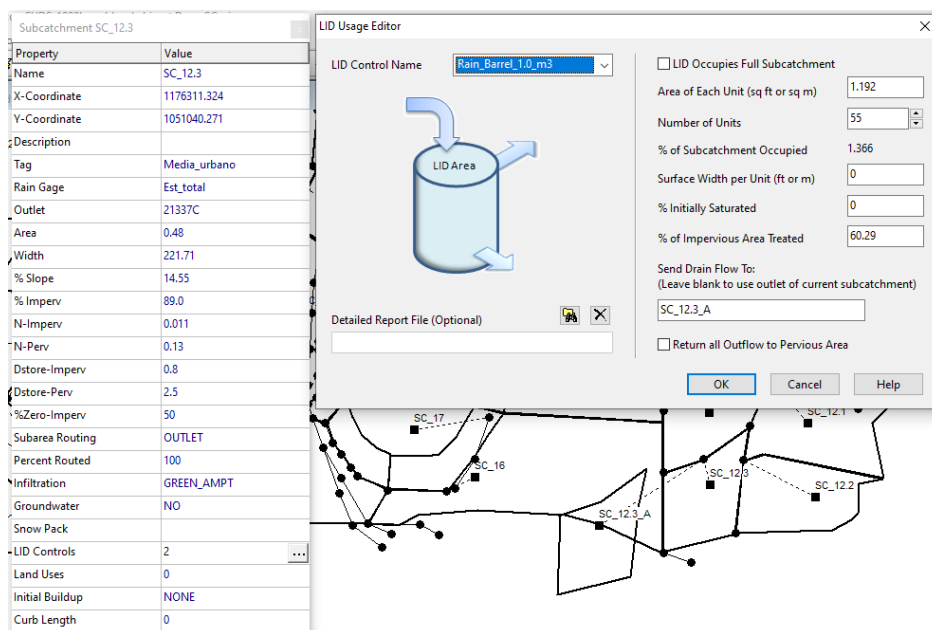 Subcatchment SC_12.3
Property Value
Name SC_12.3
X-Coordinate 1176311.324
Y-Coordinate 1051040.271
Description
Tag Media_urbano
Rain Gage Est_total
Outlet 21337C
Area 0.48
Width 221.71
% Slope 14.55
% Imperv 89.0
N-Imperv 0.011
N-Perv 0.13
Dstore-Imperv 0.8
Dstore-Perv 2.5
%Zero-Imperv 50
Subarea Routing OUTLET
Percent Routed 100
Infiltration GREEN_AMPT
Groundwater NO
Snow Pack
LID Controls 2 ...
Land Uses 0
Initial Buildup NONE
Curb Length 0
LID Usage Editor
LID Control Name Rain_Barrel_1.0_m3
LID Area
Detailed Report File (Optional)
LID Occupies Full Subcatchment
Area of Each Unit (sq ft or sq m) 1.192
Number of Units 55
% of Subcatchment Occupied 1.366
Surface Width per Unit (ft or m) 0
% Initially Saturated 0
% of Impervious Area Treated 60.29
Send Drain Flow To:
(Leave blank to use outlet of current subcatchment)
SC_12.3_A
Return all Outflow to Pervious Area
OK Cancel Help
SC_17
SC_12.1
SC_16
SC_12.3
SC_12.2
SC_12.3_A